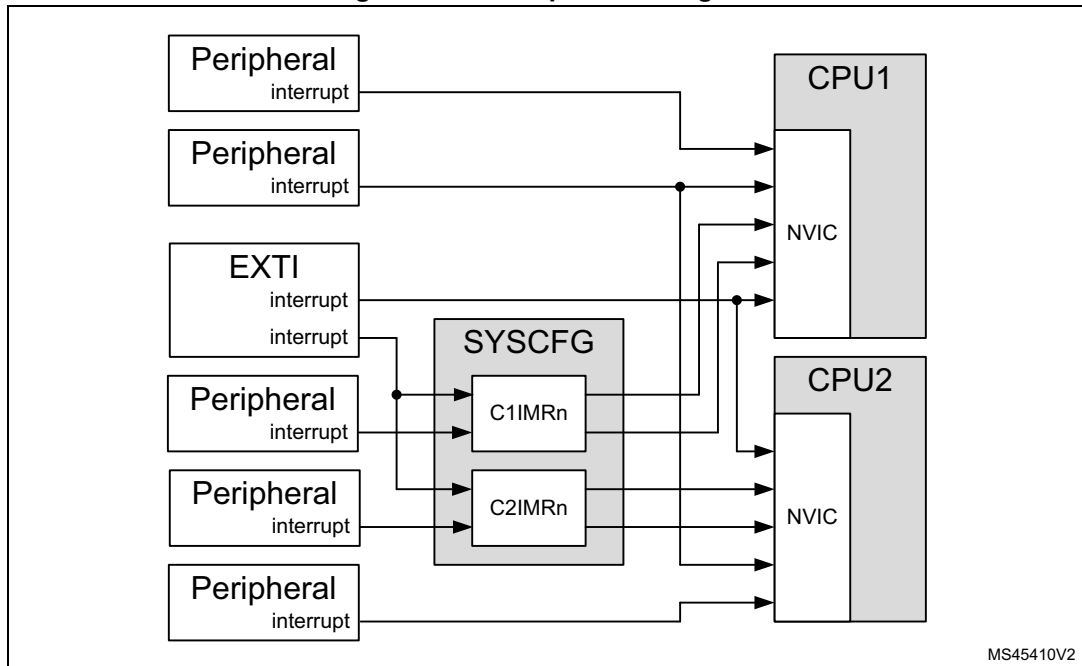 Peripheral
interrupt
Peripheral
interrupt
EXTI
interrupt
interrupt
Peripheral
interrupt
Peripheral
interrupt
Peripheral
interrupt
SYSCFG
C1IMRn
C2IMRn
CPU1
NVIC
CPU2
NVIC
MS45410V2